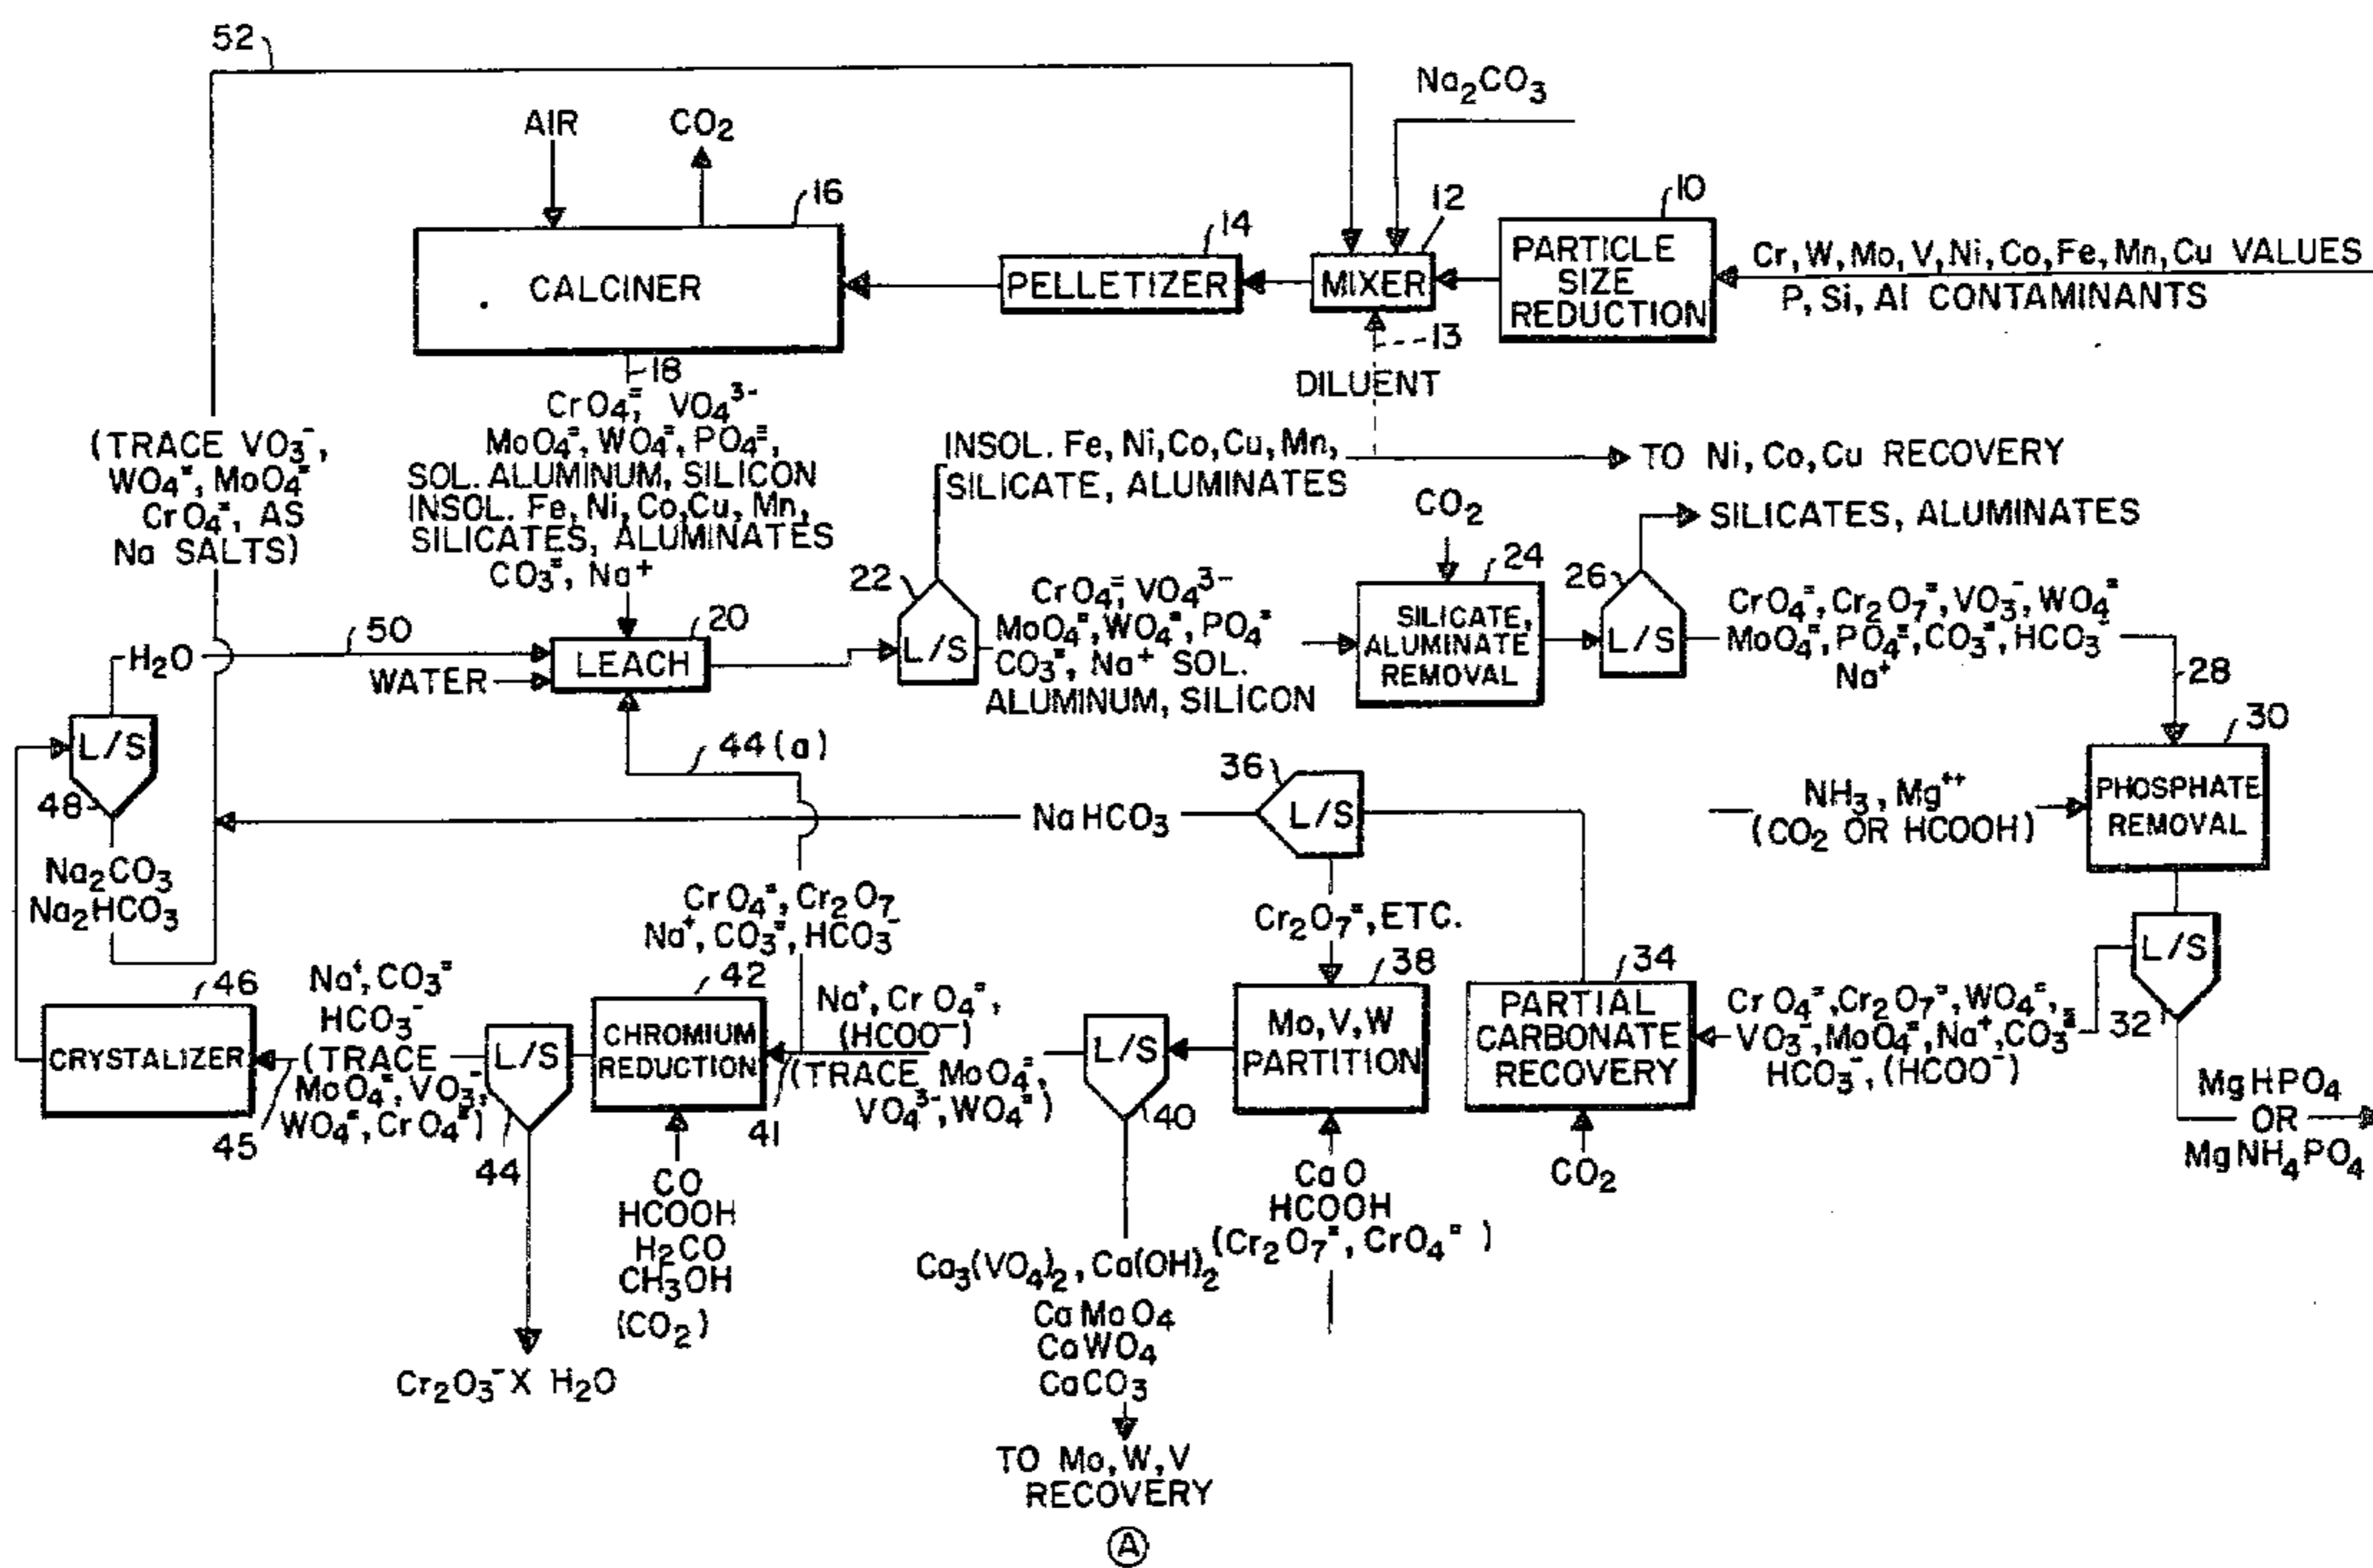 52
Na₂CO₃
AIR
CO₂
16
CALCINER
14
PELLETIZER
12
MIXER
10
PARTICLE
SIZE
REDUCTION
Cr, W, Mo, V, Ni, Co, Fe, Mn, Cu VALUES
P, Si, Al CONTAMINANTS
13
DILUENT
18
CrO₄⁼, VO₄³⁻
MoO₄⁼, WO₄⁼, PO₄⁼,
SOL. ALUMINUM, SILICON
INSOL. Fe, Ni, Co, Cu, Mn,
SILICATES, ALUMINATES
CO₃⁼, Na⁺
(TRACE VO₃⁻,
WO₄⁼, MoO₄⁼
CrO₄⁼, AS
Na SALTS)
INSOL. Fe, Ni, Co, Cu, Mn,
SILICATE, ALUMINATES
TO Ni, Co, Cu RECOVERY
CO₂
SILICATES, ALUMINATES
50
H₂O
WATER
20
LEACH
22
L/S
CrO₄⁼, VO₄³⁻
MoO₄⁼, WO₄⁼, PO₄⁼
CO₃⁼, Na⁺ SOL.
ALUMINUM, SILICON
24
SILICATE,
ALUMINATE
REMOVAL
26
L/S
CrO₄⁼, Cr₂O₇⁼, VO₃⁻, WO₄⁼
MoO₄⁼, PO₄⁼, CO₃⁼, HCO₃⁼
Na⁺
28
30
PHOSPHATE
REMOVAL
NH₃, Mg⁺⁺
(CO₂ OR HCOOH)
L/S
48
Na₂CO₃
Na₂HCO₃
44(a)
36
L/S
NaHCO₃
CrO₄⁼, Cr₂O₇
Na⁺, CO₃⁼, HCO₃⁻
Cr₂O₇⁼, ETC.
46
CRYSTALIZER
Na⁺, CO₃⁼
HCO₃⁻
(TRACE
MoO₄⁼, VO₃⁻,
WO₄⁼, CrO₄⁼)
45
L/S
44
42
CHROMIUM
REDUCTION
Na⁺, CrO₄⁼,
(HCOO⁻)
(TRACE MoO₄⁼,
VO₄³⁻, WO₄⁼)
41
L/S
40
38
Mo, V, W
PARTITION
34
PARTIAL
CARBONATE
RECOVERY
CrO₄⁼, Cr₂O₇⁼, WO₄⁼,
VO₃⁻, MoO₄⁼, Na⁺, CO₃⁼
HCO₃⁻, (HCOO⁻)
L/S
32
MgHPO₄
OR
MgNH₄PO₄
CO₂
CO
HCOOH
H₂CO
CH₃OH
(CO₂)
CaO
HCOOH
(Cr₂O₇⁼, CrO₄⁼)
Ca₃(VO₄)₂, Ca(OH)₂
CaMoO₄
CaWO₄
CaCO₃
Cr₂O₃⁻X H₂O
TO Mo, W, V
RECOVERY
A